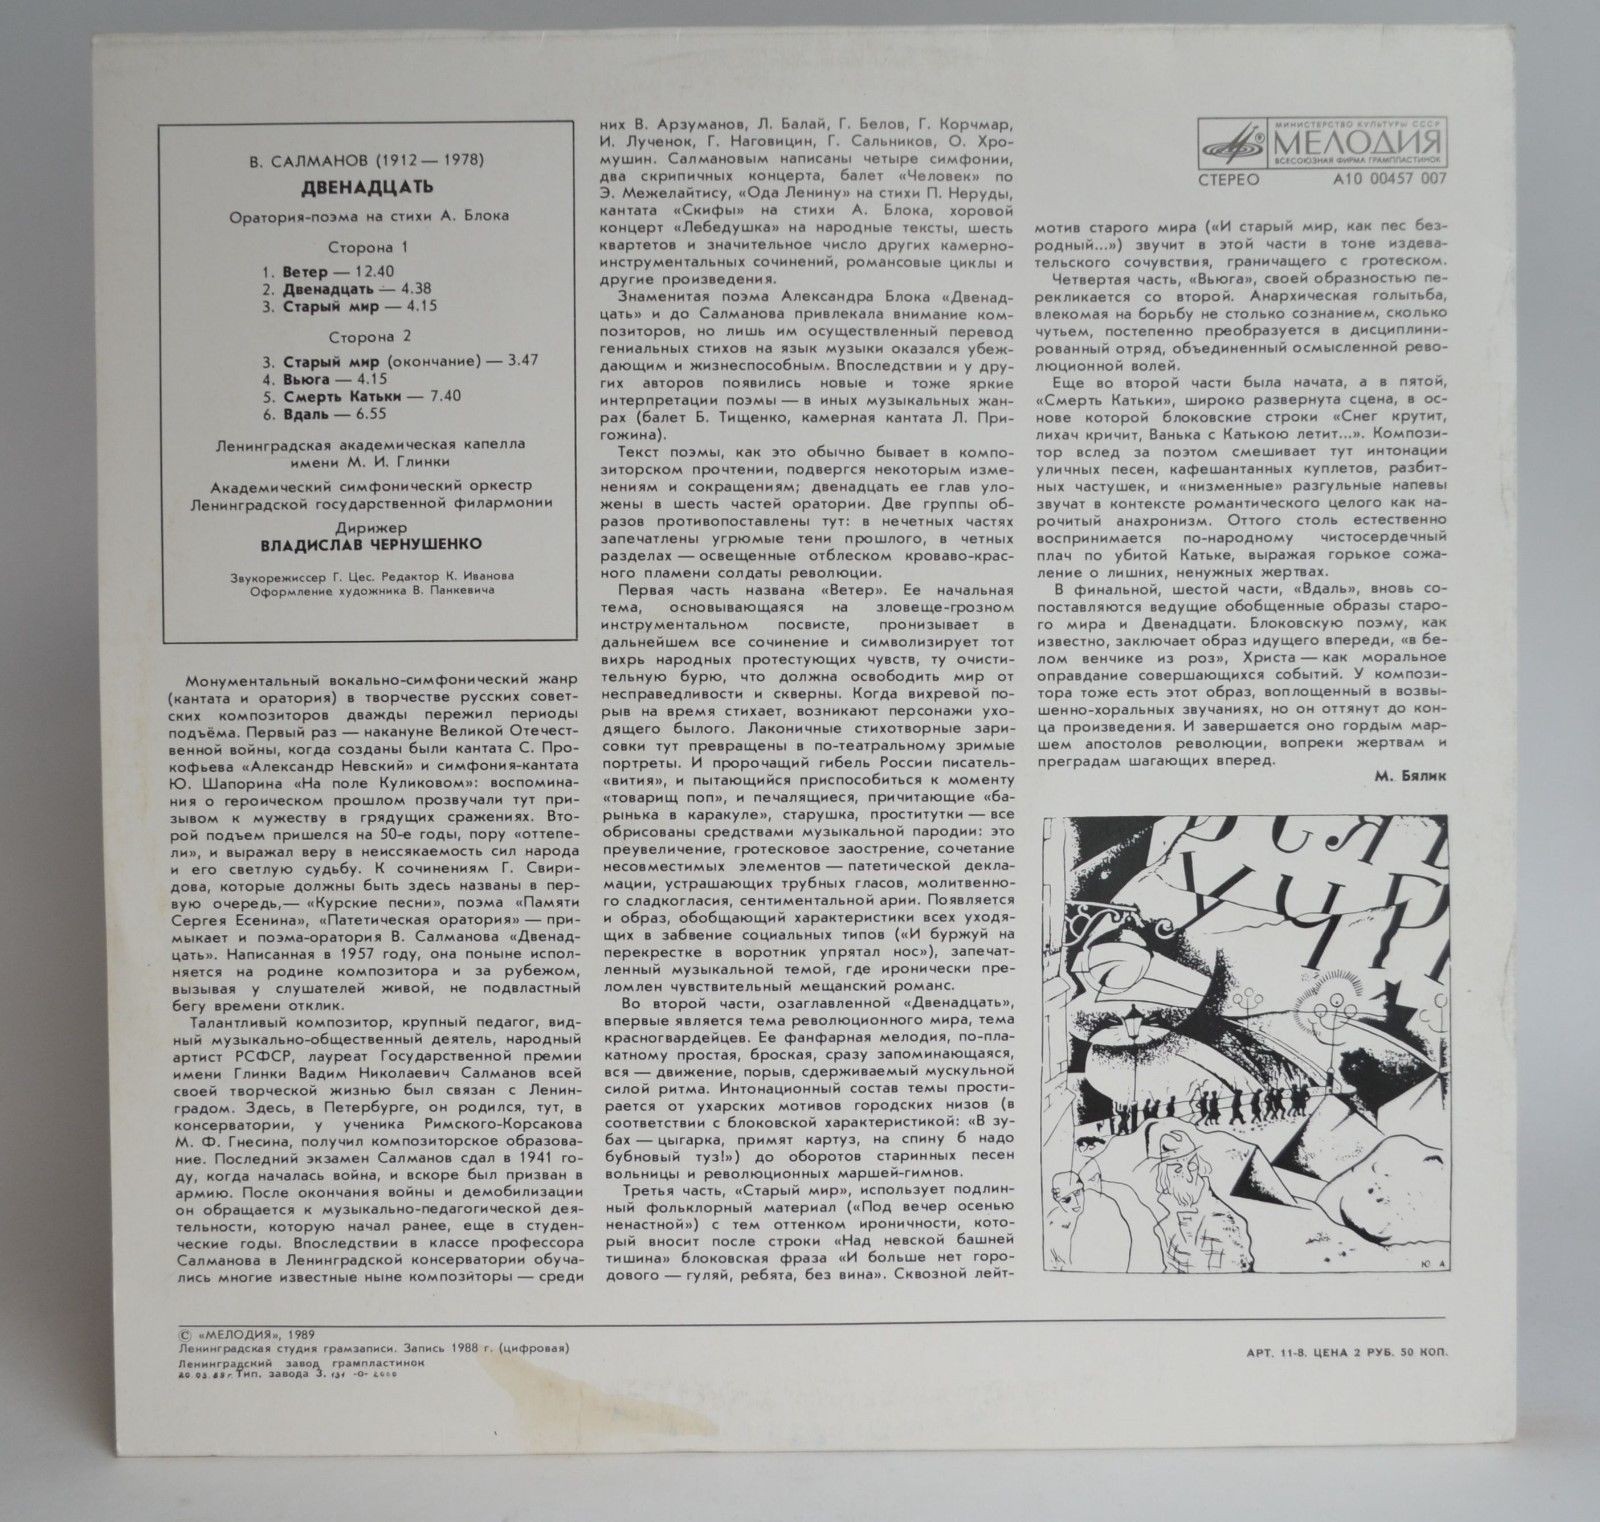 В. САЛМАНОВ (1912 — 1978)
ДВЕНАДЦАТЬ
Оратория-поэма на стихи А. Блока
Сторона 1
1. Ветер — 12.40
2. Двенадцать — 4.38
3. Старый мир — 4.15
Сторона 2
3. Старый мир (окончание) — 3.47
4. Вьюга — 4.15
5. Смерть Катьки — 7.40
6. Вдаль — 6.55
Ленинградская академическая капелла
имени М. И. Глинки
Академический симфонический оркестр
Ленинградской государственной филармонии
Дирижер
ВЛАДИСЛАВ ЧЕРНУШЕНКО
Звукорежиссер Г. Цес. Редактор К. Иванова
Оформление художника В. Панкевича
Монументальный вокально-симфонический жанр
(кантата и оратория) в творчестве русских совет-
ских композиторов дважды пережил периоды
подъёма. Первый раз — накануне Великой Отечест-
венной войны, когда созданы были кантата С. Про-
кофьева «Александр Невский» и симфония-кантата
Ю. Шапорина «На поле Куликовом»: воспомина-
ния о героическом прошлом прозвучали тут при-
зывом к мужеству в грядущих сражениях. Вто-
рой подъем пришелся на 50-е годы, пору «оттепе-
ли», и выражал веру в неиссякаемость сил народа
и его светлую судьбу. К сочинениям Г. Свири-
дова, которые должны быть здесь названы в пер-
вую очередь,— «Курские песни», поэма «Памяти
Сергея Есенина», «Патетическая оратория» — при-
мыкает и поэма-оратория В. Салманова «Двенад-
цать». Написанная в 1957 году, она поныне испол-
няется на родине композитора и за рубежом,
вызывая у слушателей живой, не подвластный
бегу времени отклик.
Талантливый композитор, крупный педагог, вид-
ный музыкально-общественный деятель, народный
артист РСФСР, лауреат Государственной премии
имени Глинки Вадим Николаевич Салманов всей
своей творческой жизнью был связан с Ленин-
градом. Здесь, в Петербурге, он родился, тут, в
консерватории, у ученика Римского-Корсакова
М. Ф. Гнесина, получил композиторское образова-
ние. Последний экзамен Салманов сдал в 1941 го-
ду, когда началась война, и вскоре был призван в
армию. После окончания войны и демобилизации
он обращается к музыкально-педагогической дея-
тельности, которую начал ранее, еще в студен-
ческие годы. Впоследствии в классе профессора
Салманова в Ленинградской консерватории обуча-
лись многие известные ныне композиторы — среди
них В. Арзуманов, Л. Балай, Г. Белов, Г. Корчмар,
И. Лученок, Г. Наговицин, Г. Сальников, О. Хро-
мушин. Салмановым написаны четыре симфонии,
два скрипичных концерта, балет «Человек» по
Э. Межелайтису, «Ода Ленину» на стихи П. Неруды,
кантата «Скифы» на стихи А. Блока, хоровой
концерт «Лебедушка» на народные тексты, шесть
квартетов и значительное число других камерно-
инструментальных сочинений, романсовые циклы и
другие произведения.
Знаменитая поэма Александра Блока «Двенад-
цать» и до Салманова привлекала внимание ком-
позиторов, но лишь им осуществленный перевод
гениальных стихов на язык музыки оказался убеж-
дающим и жизнеспособным. Впоследствии и у дру-
гих авторов появились новые и тоже яркие
интерпретации поэмы — в иных музыкальных жан-
рах (балет Б. Тищенко, камерная кантата Л. При-
гожина).
Текст поэмы, как это обычно бывает в компо-
зиторском прочтении, подвергся некоторым изме-
нениям и сокращениям; двенадцать ее глав уло-
жены в шесть частей оратории. Две группы об-
разов противопоставлены тут: в нечетных частях
запечатлены угрюмые тени прошлого, в четных
разделах — освещенные отблеском кроваво-крас-
ного пламени солдаты революции.
Первая часть названа «Ветер». Ее начальная
тема, основывающаяся на зловеще-грозном
инструментальном посвисте, пронизывает в
дальнейшем все сочинение и символизирует тот
вихрь народных протестующих чувств, ту очисти-
тельную бурю, что должна освободить мир от
несправедливости и скверны. Когда вихревой по-
рыв на время стихает, возникают персонажи ухо-
дящего былого. Лаконичные стихотворные зари-
совки тут превращены в по-театральному зримые
портреты. И пророчащий гибель России писатель-
«вития», и пытающийся приспособиться к моменту
«товарищ поп», и печалящиеся, причитающие «ба-
рынька в каракуле», старушка, проститутки — все
обрисованы средствами музыкальной пародии: это
преувеличение, гротесковое заострение, сочетание
несовместимых элементов — патетической декла-
мации, устрашающих трубных гласов, молитвенно-
го сладкогласия, сентиментальной арии. Появляется
и образ, обобщающий характеристики всех уходя-
щих в забвение социальных типов («И буржуй на
перекрестке в воротник упрятал нос»), запечат-
ленный музыкальной темой, где иронически пре-
ломлен чувствительный мещанский романс.
Во второй части, озаглавленной «Двенадцать»,
впервые является тема революционного мира, тема
красногвардейцев. Ее фанфарная мелодия, по-пла-
катному простая, броская, сразу запоминающаяся,
вся — движение, порыв, сдерживаемый мускульной
силой ритма. Интонационный состав темы прости-
рается от ухарских мотивов городских низов (в
соответствии с блоковской характеристикой: «В зу-
бах — цыгарка, примят картуз, на спину б надо
бубновый туз!») до оборотов старинных песен
вольницы и революционных маршей-гимнов.
Третья часть, «Старый мир», использует подлин-
ный фольклорный материал («Под вечер осенью
ненастной») с тем оттенком ироничности, кото-
рый вносит после строки «Над невской башней
тишина» блоковская фраза «И больше нет горо-
дового — гуляй, ребята, без вина». Сквозной лейт-
МИНИСТЕРСТВО КУЛЬТУРЫ СССР
МЕЛОДИЯ
ВСЕСОЮЗНАЯ ФИРМА ГРАМПЛАСТИНОК
СТЕРЕО А10 00457 007
мотив старого мира («И старый мир, как пес без-
родный...») звучит в этой части в тоне издева-
тельского сочувствия, граничащего с гротеском.
Четвертая часть, «Вьюга», своей образностью пе-
рекликается со второй. Анархическая голытьба,
влекомая на борьбу не столько сознанием, сколько
чутьем, постепенно преобразуется в дисциплини-
рованный отряд, объединенный осмысленной рево-
люционной волей.
Еще во второй части была начата, а в пятой,
«Смерть Катьки», широко развернута сцена, в ос-
нове которой блоковские строки «Снег крутит,
лихач кричит, Ванька с Катькою летит...». Компози-
тор вслед за поэтом смешивает тут интонации
уличных песен, кафешантанных куплетов, разбит-
ных частушек, и «низменные» разгульные напевы
звучат в контексте романтического целого как на-
рочитый анахронизм. Оттого столь естественно
воспринимается по-народному чистосердечный
плач по убитой Катьке, выражая горькое сожа-
ление о лишних, ненужных жертвах.
В финальной, шестой части, «Вдаль», вновь со-
поставляются ведущие обобщенные образы старо-
го мира и Двенадцати. Блоковскую поэму, как
известно, заключает образ идущего впереди, «в бе-
лом венчике из роз», Христа — как моральное
оправдание совершающихся событий. У компози-
тора тоже есть этот образ, воплощенный в возвы-
шенно-хоральных звучаниях, но он оттянут до кон-
ца произведения. И завершается оно гордым мар-
шем апостолов революции, вопреки жертвам и
преградам шагающих вперед.
М. Бялик
УЧР
Ю А
© «МЕЛОДИЯ», 1989
Ленинградская студия грамзаписи. Запись 1988 г. (цифровая)
Ленинградский завод грампластинок
Тип. завода З.
АРТ. 11-8. ЦЕНА 2 РУБ. 50 КОП.